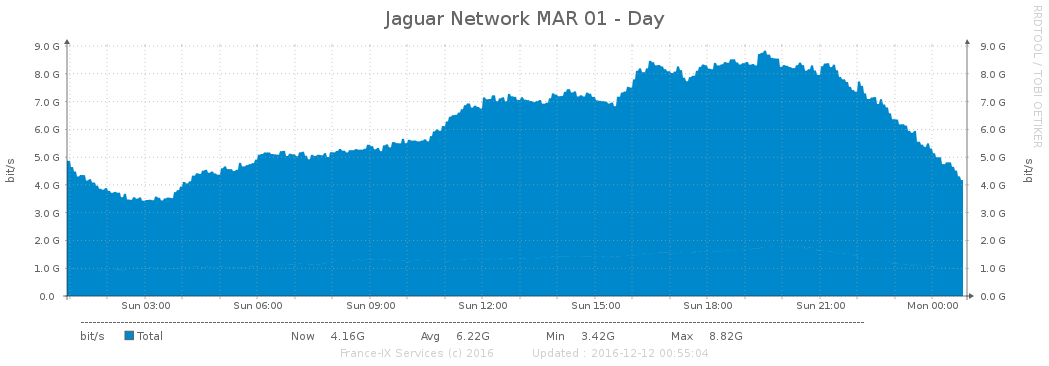 Jaguar Network MAR 01 - Day
RRDTOOL / TOBI OETIKER
9.0 G 9.0 G
8.0 G 8.0 G
7.0 G 7.0 G
6.0 G 6.0 G
5.0 G 5.0 G
4.0 G 4.0 G
3.0 G 3.0 G
2.0 G 2.0 G
1.0 G 1.0 G
0.0 0.0 G
bit/s
bit/s
Sun 03:00 Sun 06:00 Sun 09:00 Sun 12:00 Sun 15:00 Sun 18:00 Sun 21:00 Mon 00:00
bit/s Total Now 4.16G Avg 6.22G Min 3.42G Max 8.82G
France-IX Services (c) 2016 Updated : 2016-12-12 00:55:04